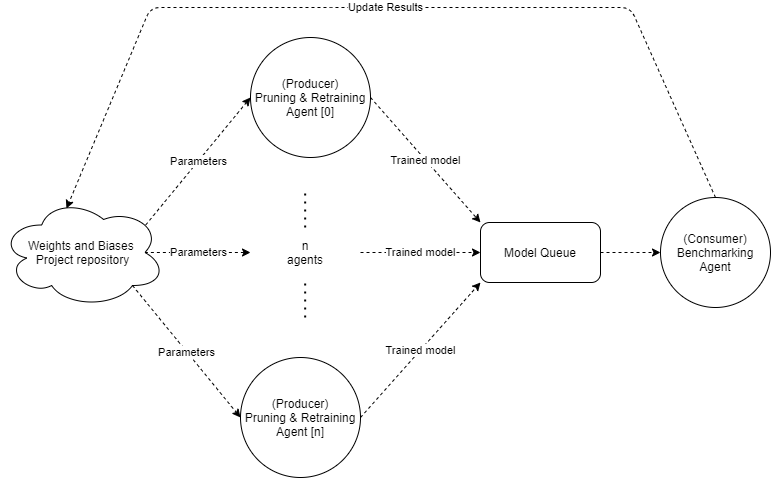 Update Results
(Producer)
Pruning & Retraining
Agent [0]
Parameters
Trained model
Weights and Biases
Project repository
Parameters
n
agents
Trained model
Model Queue
(Consumer)
Benchmarking
Agent
Parameters
Trained model
(Producer)
Pruning & Retraining
Agent [n]